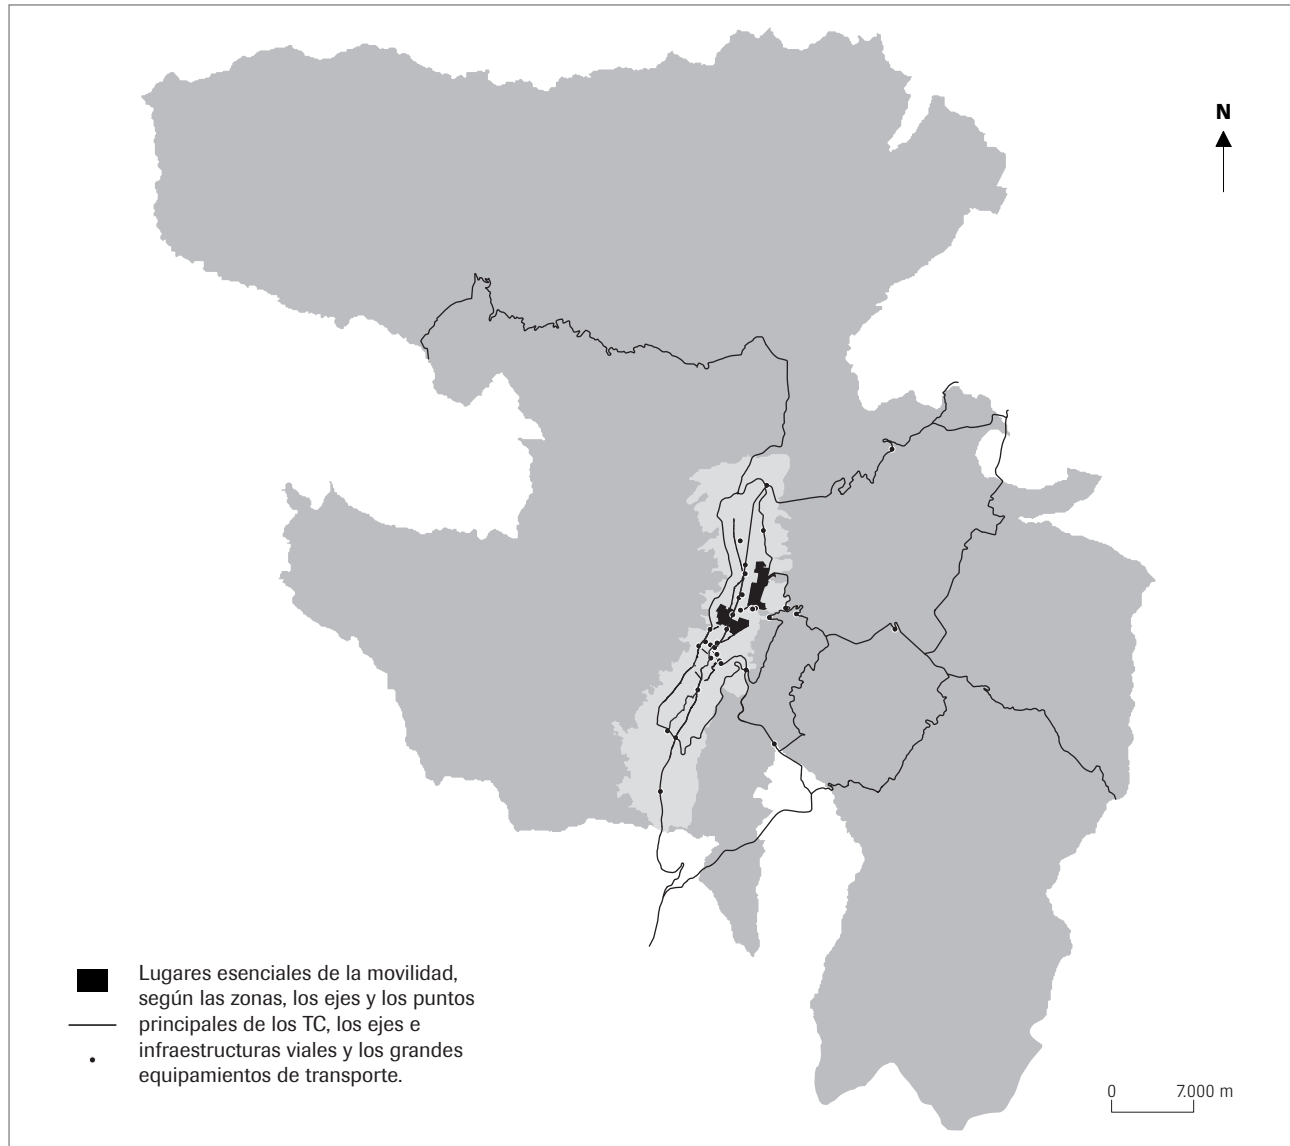 N
Lugares esenciales de la movilidad,
según las zonas, los ejes y los puntos
principales de los TC, los ejes e
infraestructuras viales y los grandes
equipamientos de transporte.
0 7.000 m